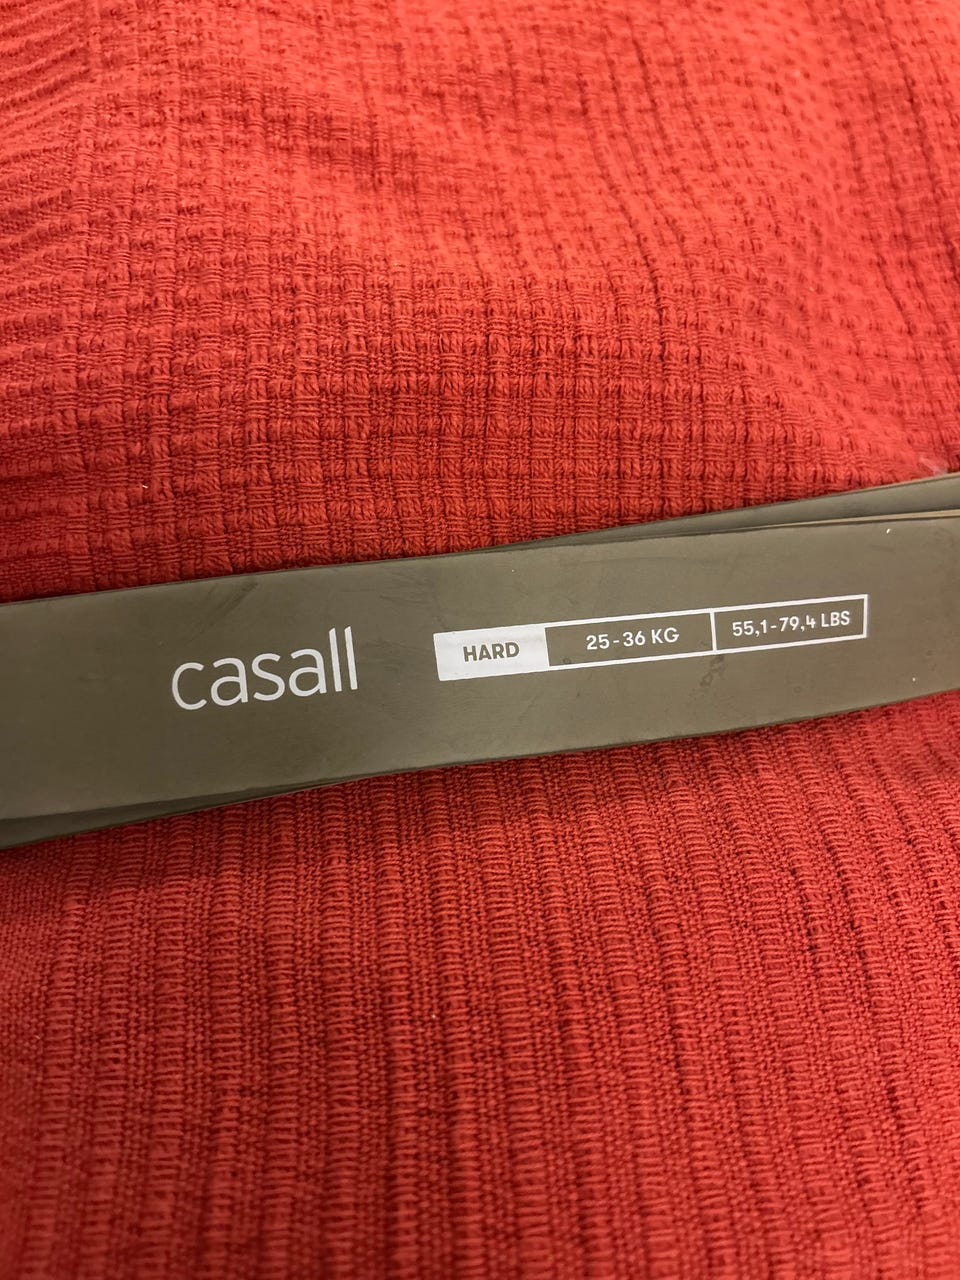 casall
HARD 25-36 KG 55,1-79,4 LBS